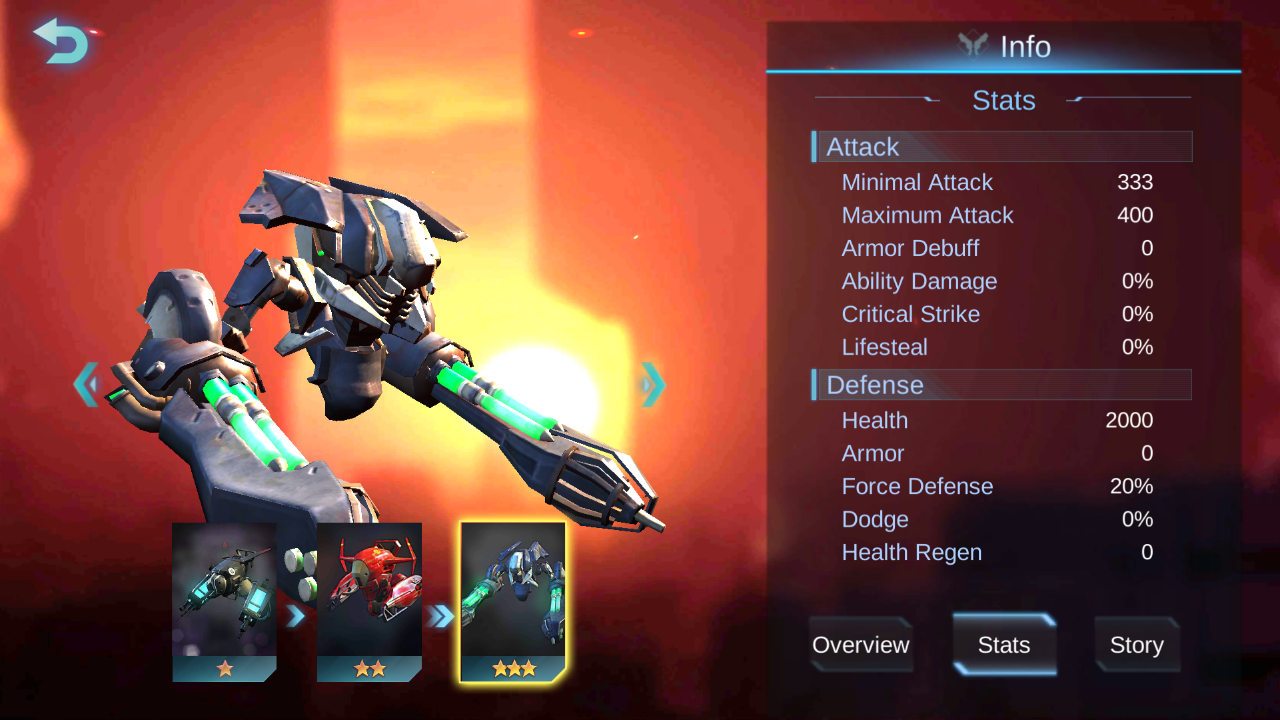 Info
Stats
Attack
Minimal Attack 333
Maximum Attack 400
Armor Debuff 0
Ability Damage 0%
Critical Strike 0%
Lifesteal 0%
Defense
Health 2000
Armor 0
Force Defense 20%
Dodge 0%
Health Regen 0
Overview Stats Story